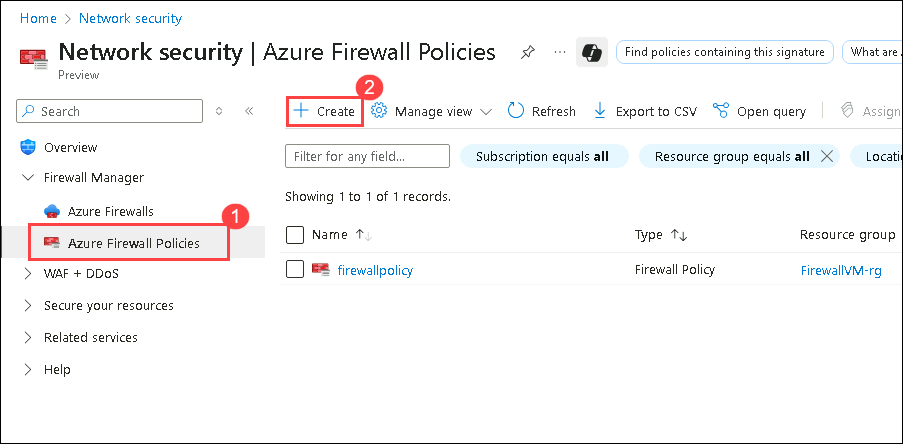 Home > Network security
Network security | Azure Firewall Policies
Preview
Find policies containing this signature
What are
Search
Overview
Firewall Manager
Azure Firewalls
1
Azure Firewall Policies
WAF + DDoS
Secure your resources
Related services
Help
2
+ Create
Manage view
Refresh
Export to CSV
Open query
Assign
Filter for any field...
Subscription equals all
Resource group equals all
Locati
Showing 1 to 1 of 1 records.
Name ↑↓ Type ↑↓ Resource group
firewallpolicy Firewall Policy FirewallVM-rg